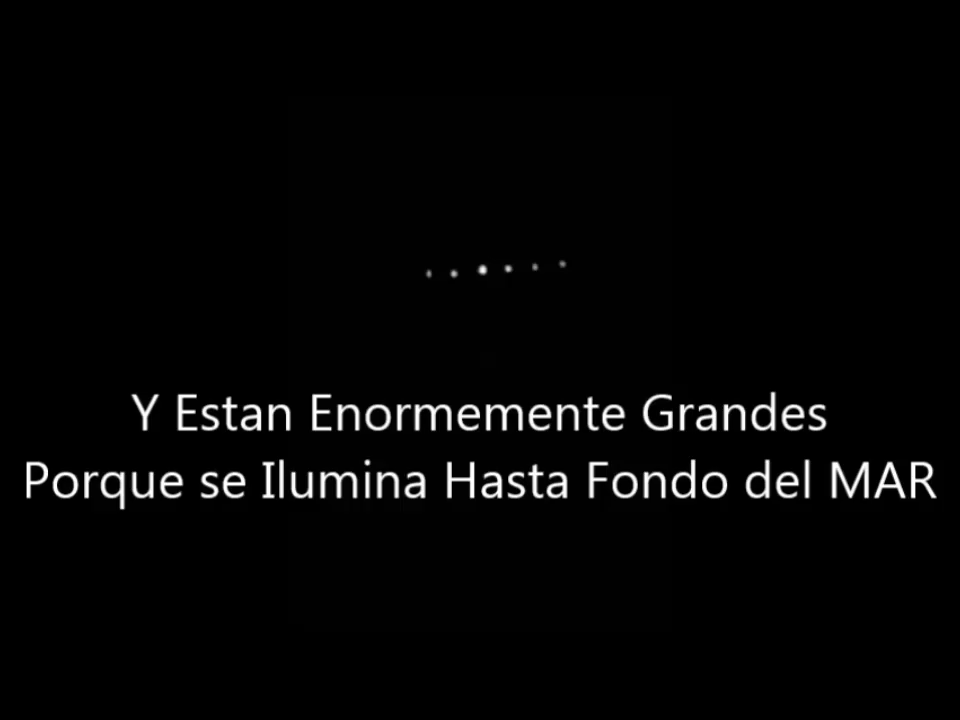 Y Estan Enormemente Grandes
Porque se Ilumina Hasta Fondo del MAR